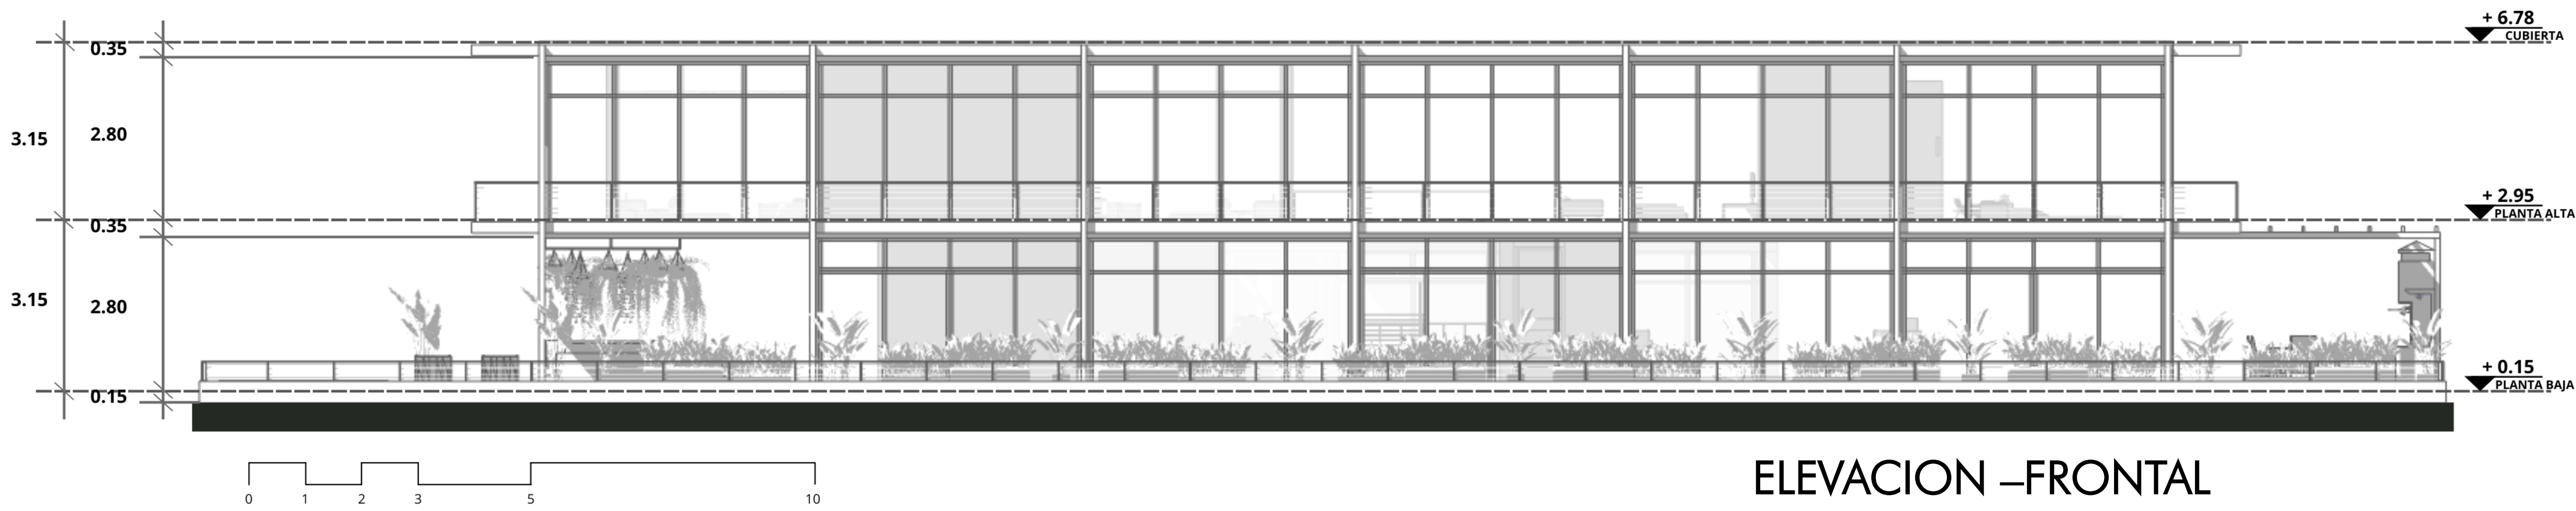 + 6.78
CUBIERTA
0.35
3.15
2.80
+ 2.95
PLANTA ALTA
0.35
3.15
2.80
+ 0.15
PLANTA BAJA
0.15
0 1 2 3 5 10
ELEVACION –FRONTAL